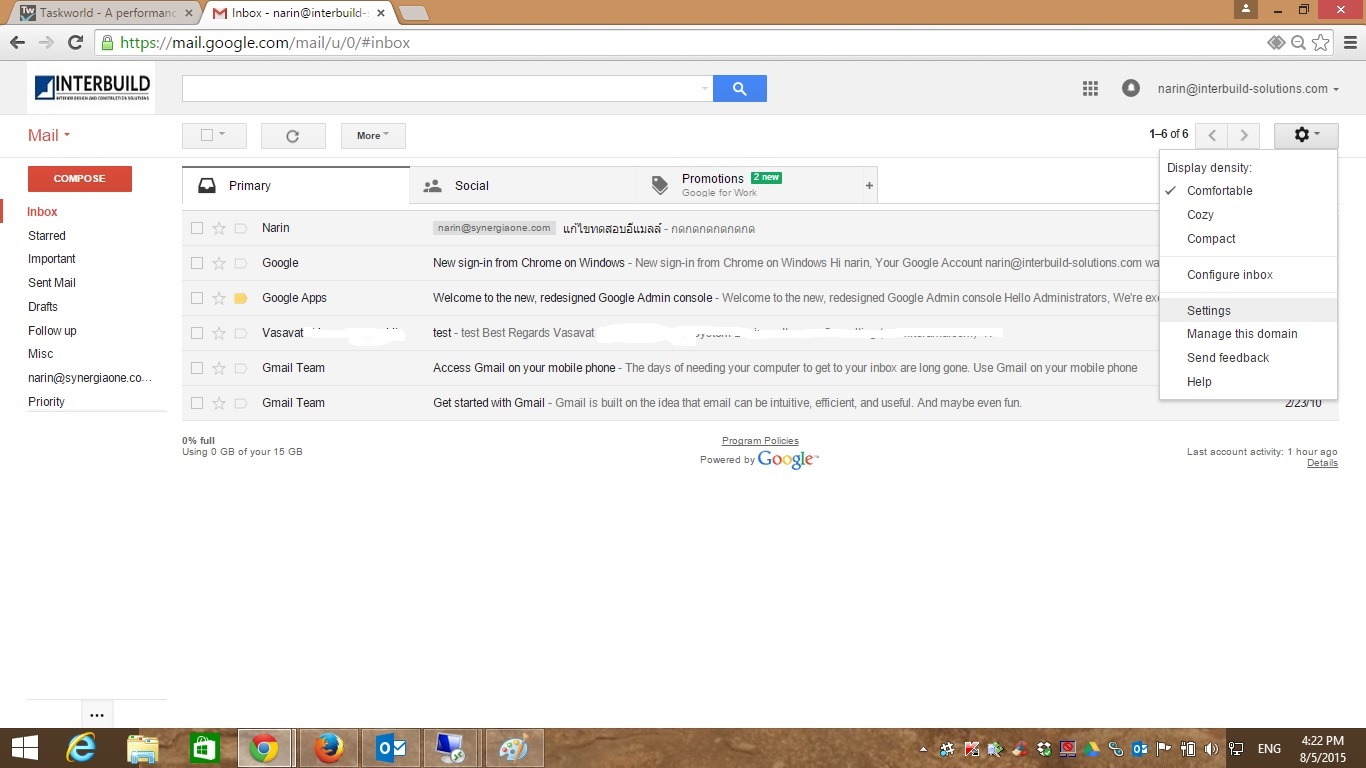 Taskworld - A performanc
Inbox - narin@interbuild-s
https://mail.google.com/mail/u/0/#inbox
INTERBUILD
INTERIOR DESIGN AND CONSTRUCTION SOLUTIONS
narin@interbuild-solutions.com
Mail
More
1–6 of 6
COMPOSE
Primary
Social
Promotions 2 new
Google for Work
+
Display density:
Comfortable
Cozy
Compact
Configure inbox
Settings
Manage this domain
Send feedback
Help
Inbox
Starred
Important
Sent Mail
Drafts
Follow up
Misc
narin@synergiaone.co...
Priority
Narin narin@synergiaone.com แก้ไขทดสอบอีเมลล์ - กดกดกดกดกดกด
Google New sign-in from Chrome on Windows - New sign-in from Chrome on Windows Hi narin, Your Google Account narin@interbuild-solutions.com wa
Google Apps Welcome to the new, redesigned Google Admin console - Welcome to the new, redesigned Google Admin console Hello Administrators, We're exc
Vasavat test - test Best Regards Vasavat
Gmail Team Access Gmail on your mobile phone - The days of needing your computer to get to your inbox are long gone. Use Gmail on your mobile phone
Gmail Team Get started with Gmail - Gmail is built on the idea that email can be intuitive, efficient, and useful. And maybe even fun. 2/23/10
0% full
Using 0 GB of your 15 GB
Program Policies
Powered by Google™
Last account activity: 1 hour ago
Details
ENG
4:22 PM
8/5/2015